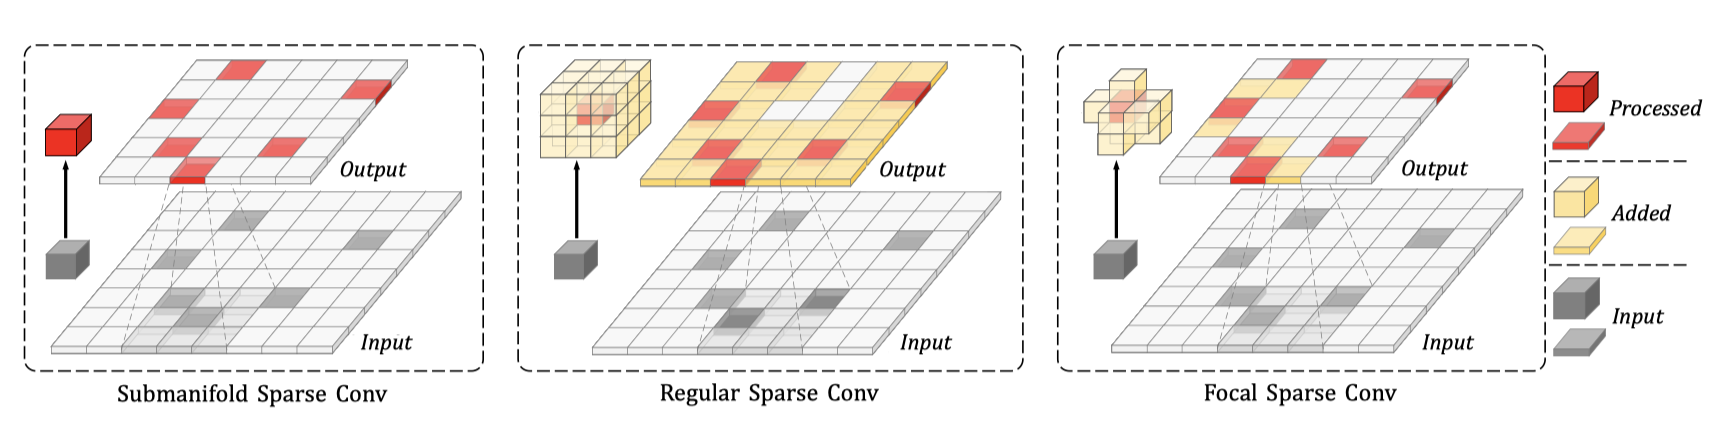 Output
Input
Submanifold Sparse Conv
Output
Input
Regular Sparse Conv
Output
Input
Focal Sparse Conv
Processed
Added
Input